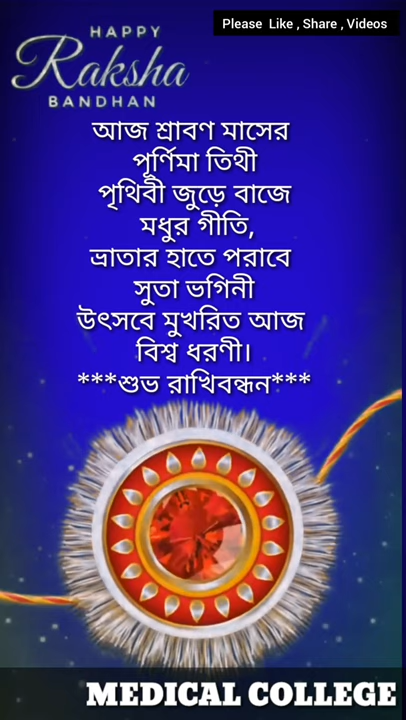 Please Like , Share , Videos
HAPPY
Raksha
BANDHAN
আজ শ্রাবণ মাসের
পূর্ণিমা তিথী
পৃথিবী জুড়ে বাজে
মধুর গীতি,
ভ্রাতার হাতে পরাবে
সুতা ভগিনী
উৎসবে মুখরিত আজ
বিশ্ব ধরণী।
***শুভ রাখিবন্ধন***
MEDICAL COLLEGE